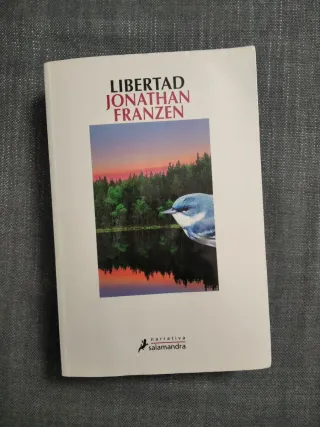 LIBERTAD
JONATHAN
FRANZEN
narrativa
salamandra